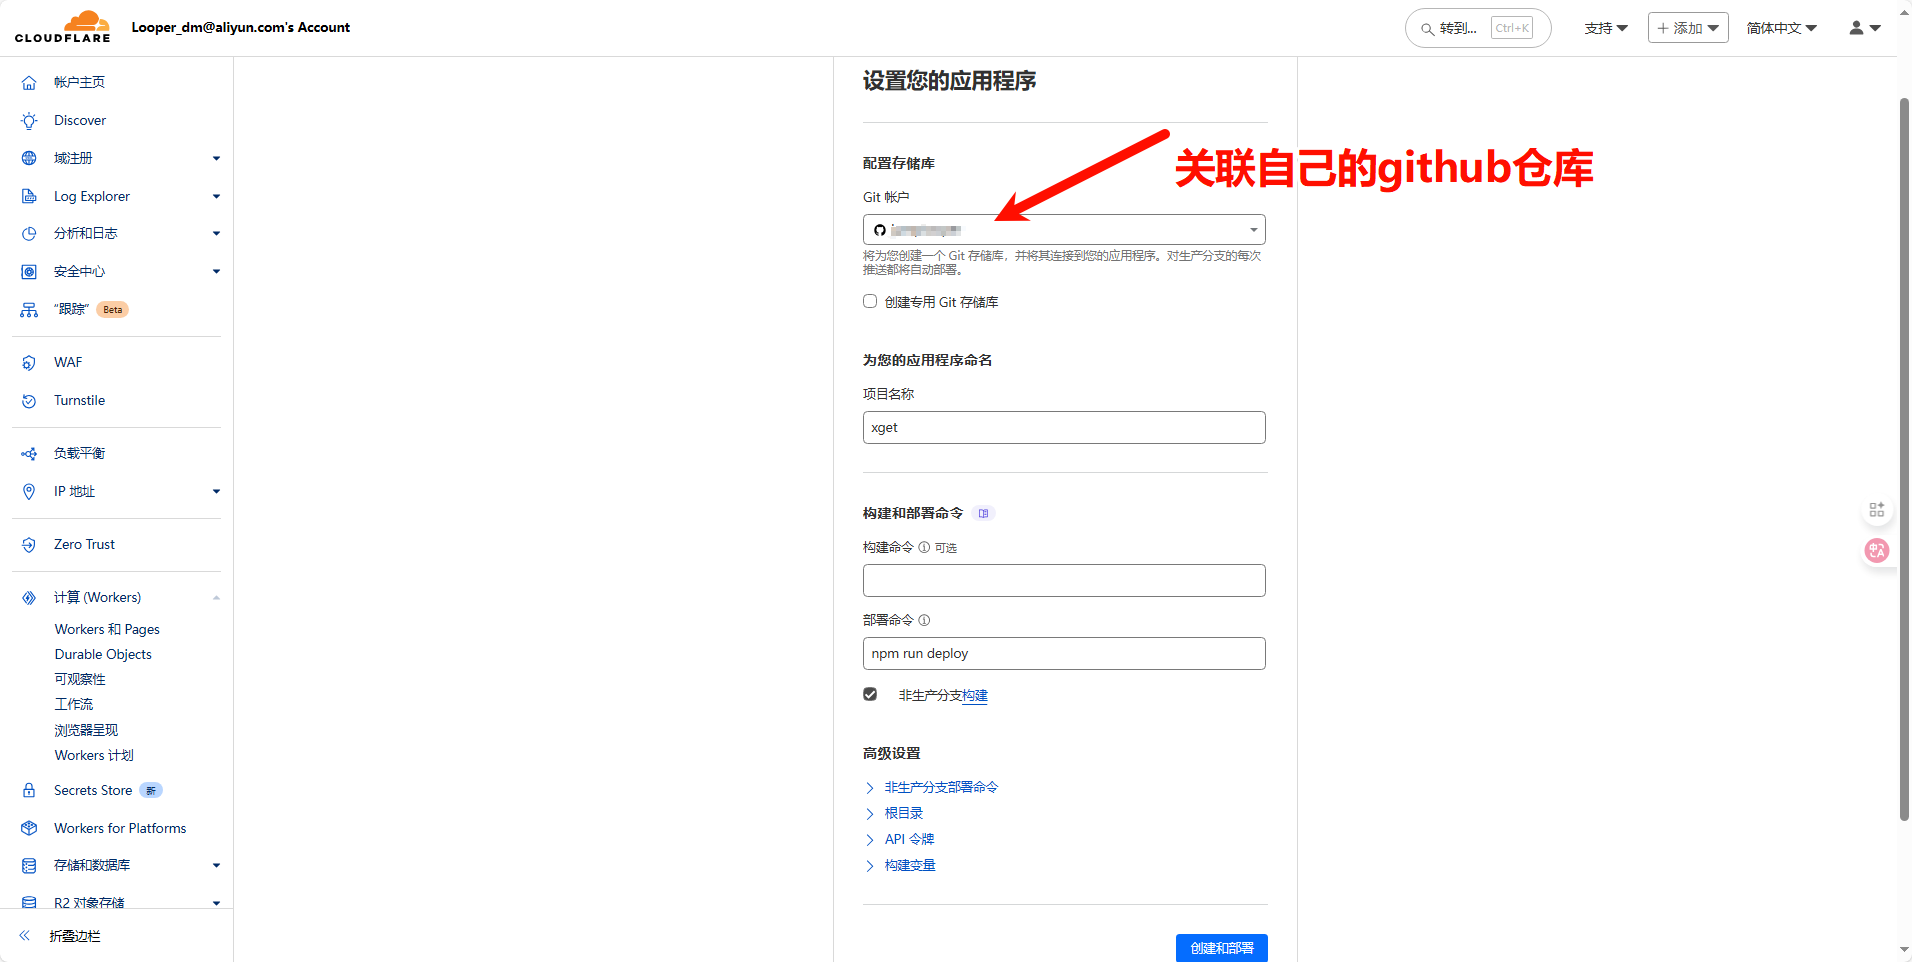 CLOUDFLARE
Looper_dm@aliyun.com's Account
转到...
Ctrl+K
支持
添加
简体中文
帐户主页
Discover
域注册
Log Explorer
分析和日志
安全中心
“跟踪”
Beta
WAF
Turnstile
负载平衡
IP 地址
Zero Trust
计算 (Workers)
Workers 和 Pages
Durable Objects
可观察性
工作流
浏览器呈现
Workers 计划
Secrets Store
新
Workers for Platforms
存储和数据库
R2 对象存储
折叠边栏
设置您的应用程序
关联自己的github仓库
配置存储库
Git 帐户
将为您创建一个 Git 存储库，并将其连接到您的应用程序。对生产分支的每次
推送都将自动部署。
创建专用 Git 存储库
为您的应用程序命名
项目名称
xget
构建和部署命令
构建命令
可选
部署命令
npm run deploy
非生产分支构建
高级设置
非生产分支部署命令
根目录
API 令牌
构建变量
创建和部署